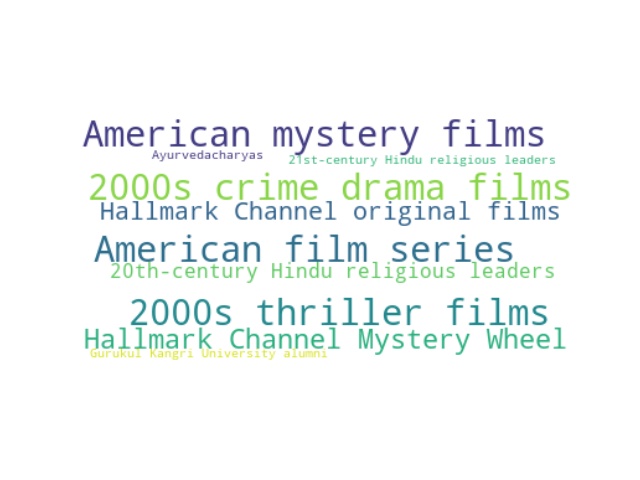 American mystery films
Ayurvedacharyas
21st-century Hindu religious leaders
2000s crime drama films
Hallmark Channel original films
American film series
20th-century Hindu religious leaders
2000s thriller films
Hallmark Channel Mystery Wheel
Gurukul Kangri University alumni